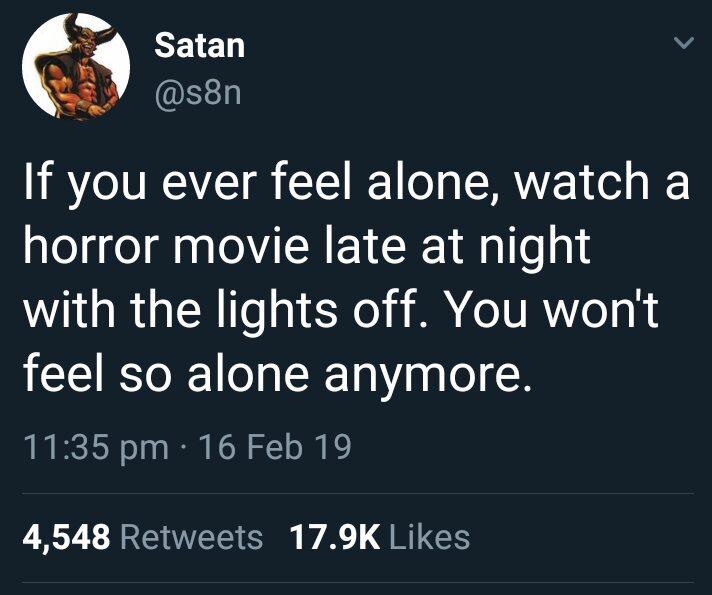 Satan
@s8n
If you ever feel alone, watch a
horror movie late at night
with the lights off. You won't
feel so alone anymore.
11:35 pm · 16 Feb 19
4,548 Retweets 17.9K Likes